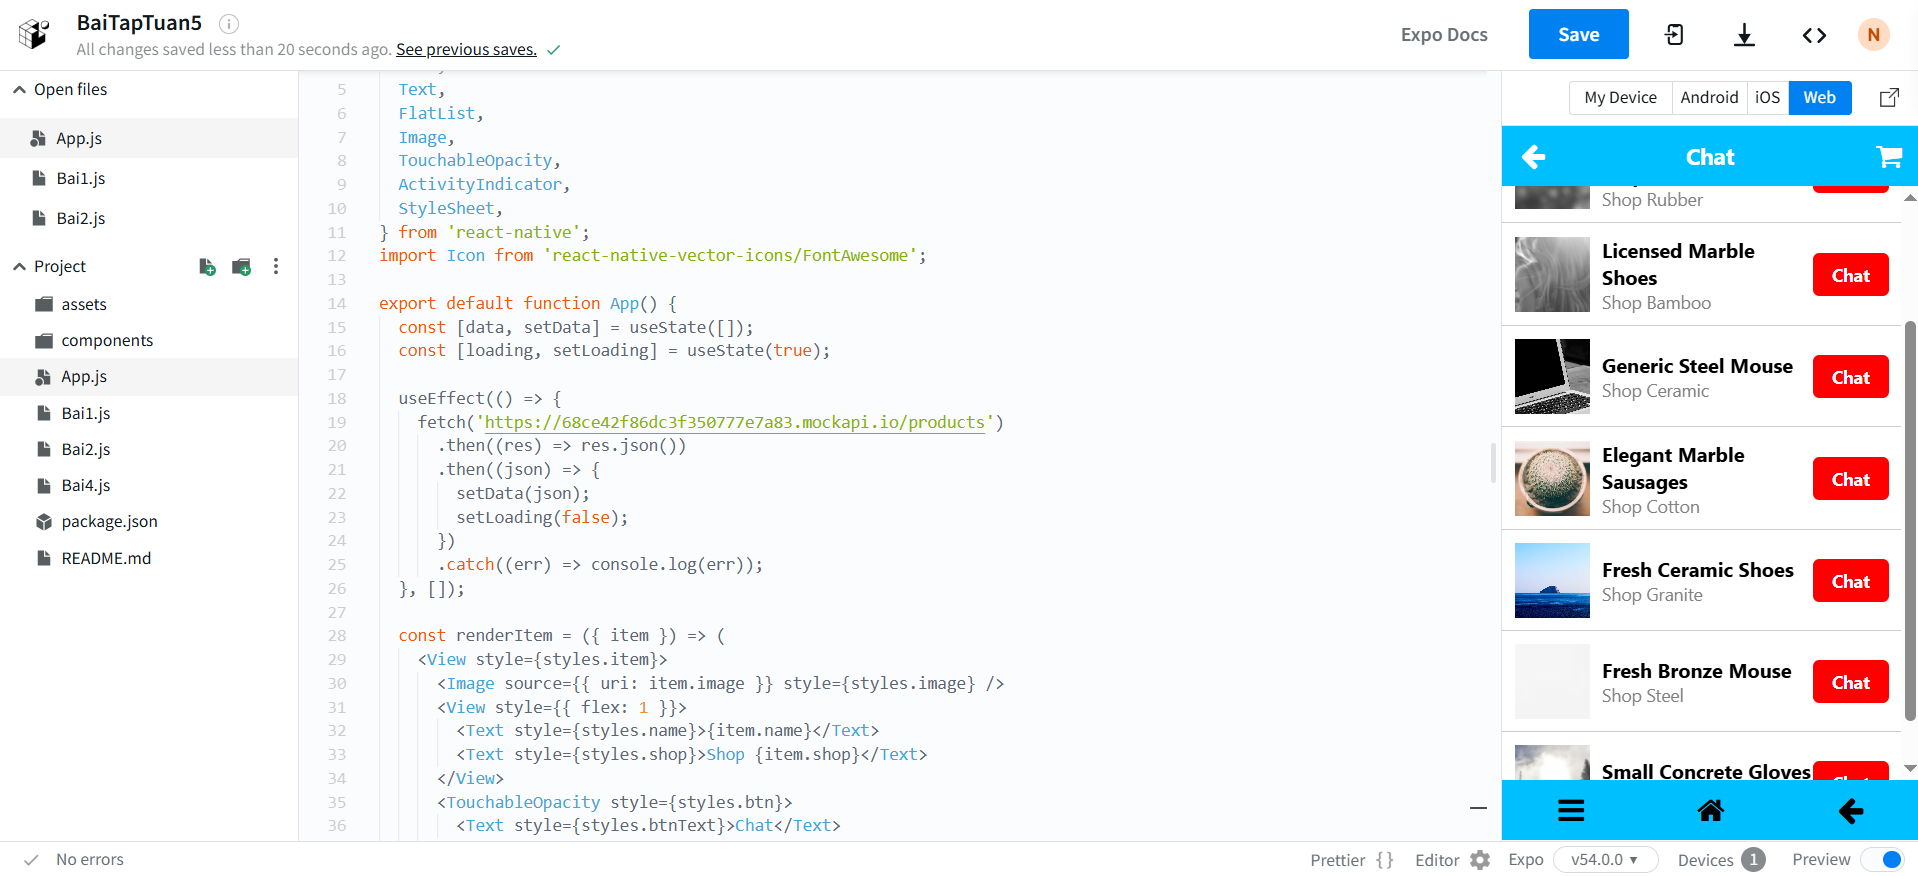 BaiTapTuan5
All changes saved less than 20 seconds ago. See previous saves.
Expo Docs
Save
N
Open files
App.js
Bai1.js
Bai2.js
Project
assets
components
App.js
Bai1.js
Bai2.js
Bai4.js
package.json
README.md
5 Text,
6 FlatList,
7 Image,
8 TouchableOpacity,
9 ActivityIndicator,
10 StyleSheet,
11 } from 'react-native';
12 import Icon from 'react-native-vector-icons/FontAwesome';
13
14 export default function App() {
15 const [data, setData] = useState([]);
16 const [loading, setLoading] = useState(true);
17
18 useEffect(() => {
19 fetch('https://68ce42f86dc3f350777e7a83.mockapi.io/products')
20 .then((res) => res.json())
21 .then((json) => {
22 setData(json);
23 setLoading(false);
24 })
25 .catch((err) => console.log(err));
26 }, []);
27
28 const renderItem = ({ item }) => (
29 <View style={styles.item}>
30 <Image source={{ uri: item.image }} style={styles.image} />
31 <View style={{ flex: 1 }}>
32 <Text style={styles.name}>{item.name}</Text>
33 <Text style={styles.shop}>Shop {item.shop}</Text>
34 </View>
35 <TouchableOpacity style={styles.btn}>
36 <Text style={styles.btnText}>Chat</Text>
My Device Android iOS Web
Chat
Shop Rubber
Licensed Marble
Shoes
Shop Bamboo
Chat
Generic Steel Mouse
Shop Ceramic
Chat
Elegant Marble
Sausages
Shop Cotton
Chat
Fresh Ceramic Shoes
Shop Granite
Chat
Fresh Bronze Mouse
Shop Steel
Chat
Small Concrete Gloves
No errors
Prettier {} Editor Expo v54.0.0 Devices 1 Preview